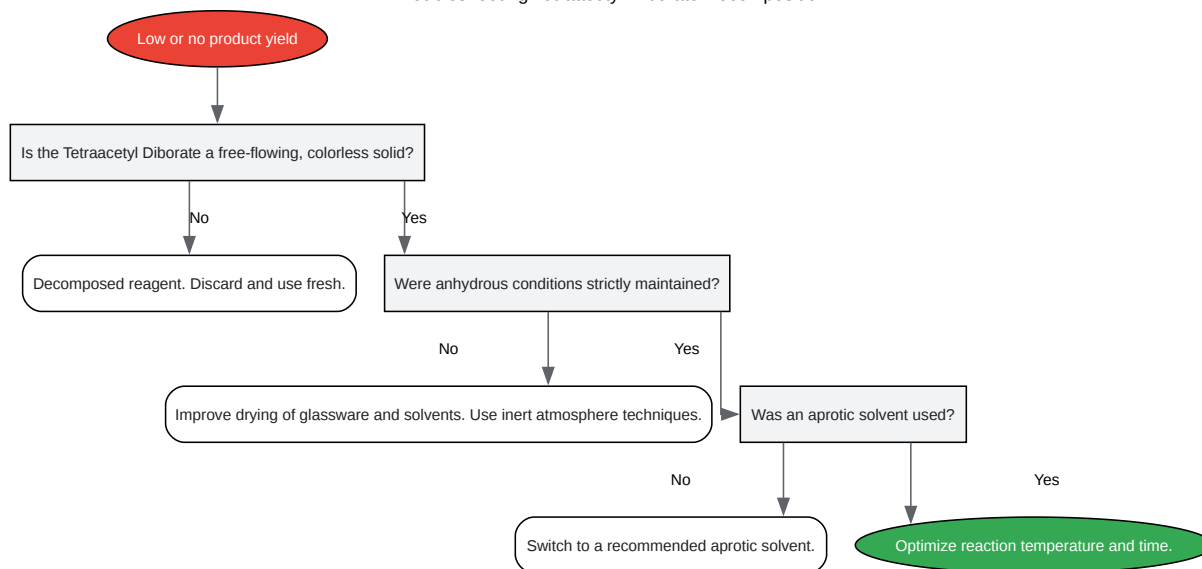 Low or no product yield
Is the Tetraacetyl Diborate a free-flowing, colorless solid?
No
Yes
Decomposed reagent. Discard and use fresh.
Were anhydrous conditions strictly maintained?
No
Yes
Improve drying of glassware and solvents. Use inert atmosphere techniques.
Was an aprotic solvent used?
No
Yes
Switch to a recommended aprotic solvent.
Optimize reaction temperature and time.